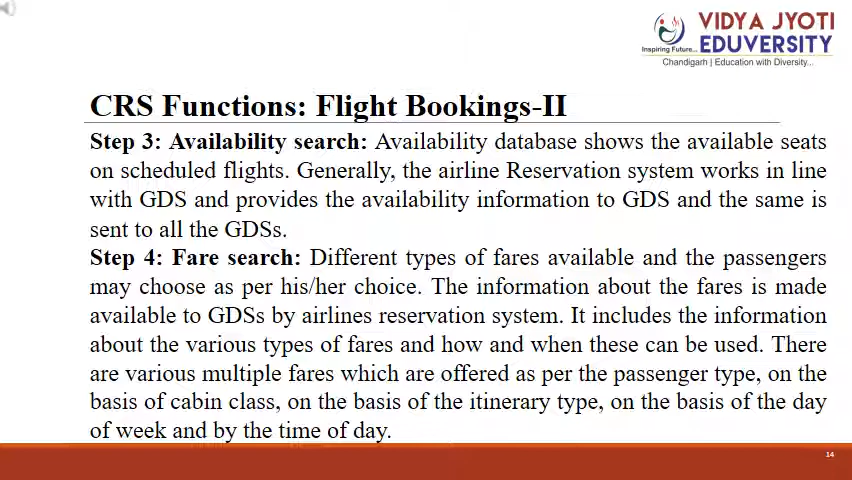 VIDYA JYOTI
EDUVERSITY
Inspiring Future...
Chandigarh | Education with Diversity...
CRS Functions: Flight Bookings-II
Step 3: Availability search: Availability database shows the available seats
on scheduled flights. Generally, the airline Reservation system works in line
with GDS and provides the availability information to GDS and the same is
sent to all the GDSs.
Step 4: Fare search: Different types of fares available and the passengers
may choose as per his/her choice. The information about the fares is made
available to GDSs by airlines reservation system. It includes the information
about the various types of fares and how and when these can be used. There
are various multiple fares which are offered as per the passenger type, on the
basis of cabin class, on the basis of the itinerary type, on the basis of the day
of week and by the time of day.
14